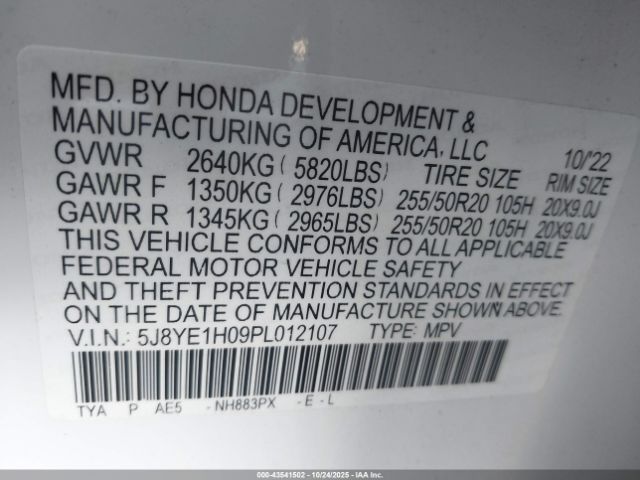 MFD. BY HONDA DEVELOPMENT &
MANUFACTURING OF AMERICA, LLC 10/'22
GVWR 2640KG ( 5820LBS) TIRE SIZE RIM SIZE
GAWR F 1350KG ( 2976LBS) 255/50R20 105H 20X9.0J
GAWR R 1345KG ( 2965LBS) 255/50R20 105H 20X9.0J
THIS VEHICLE CONFORMS TO ALL APPLICABLE
FEDERAL MOTOR VEHICLE SAFETY
AND THEFT PREVENTION STANDARDS IN EFFECT
ON THE DATE OF MANUFACTURE SHOWN ABOVE.
V.I.N.: 5J8YE1H09PL012107 TYPE: MPV
TYA P AE5 -NH883PX -E-L
000-43541502 - 10/24/2025 - IAA Inc.